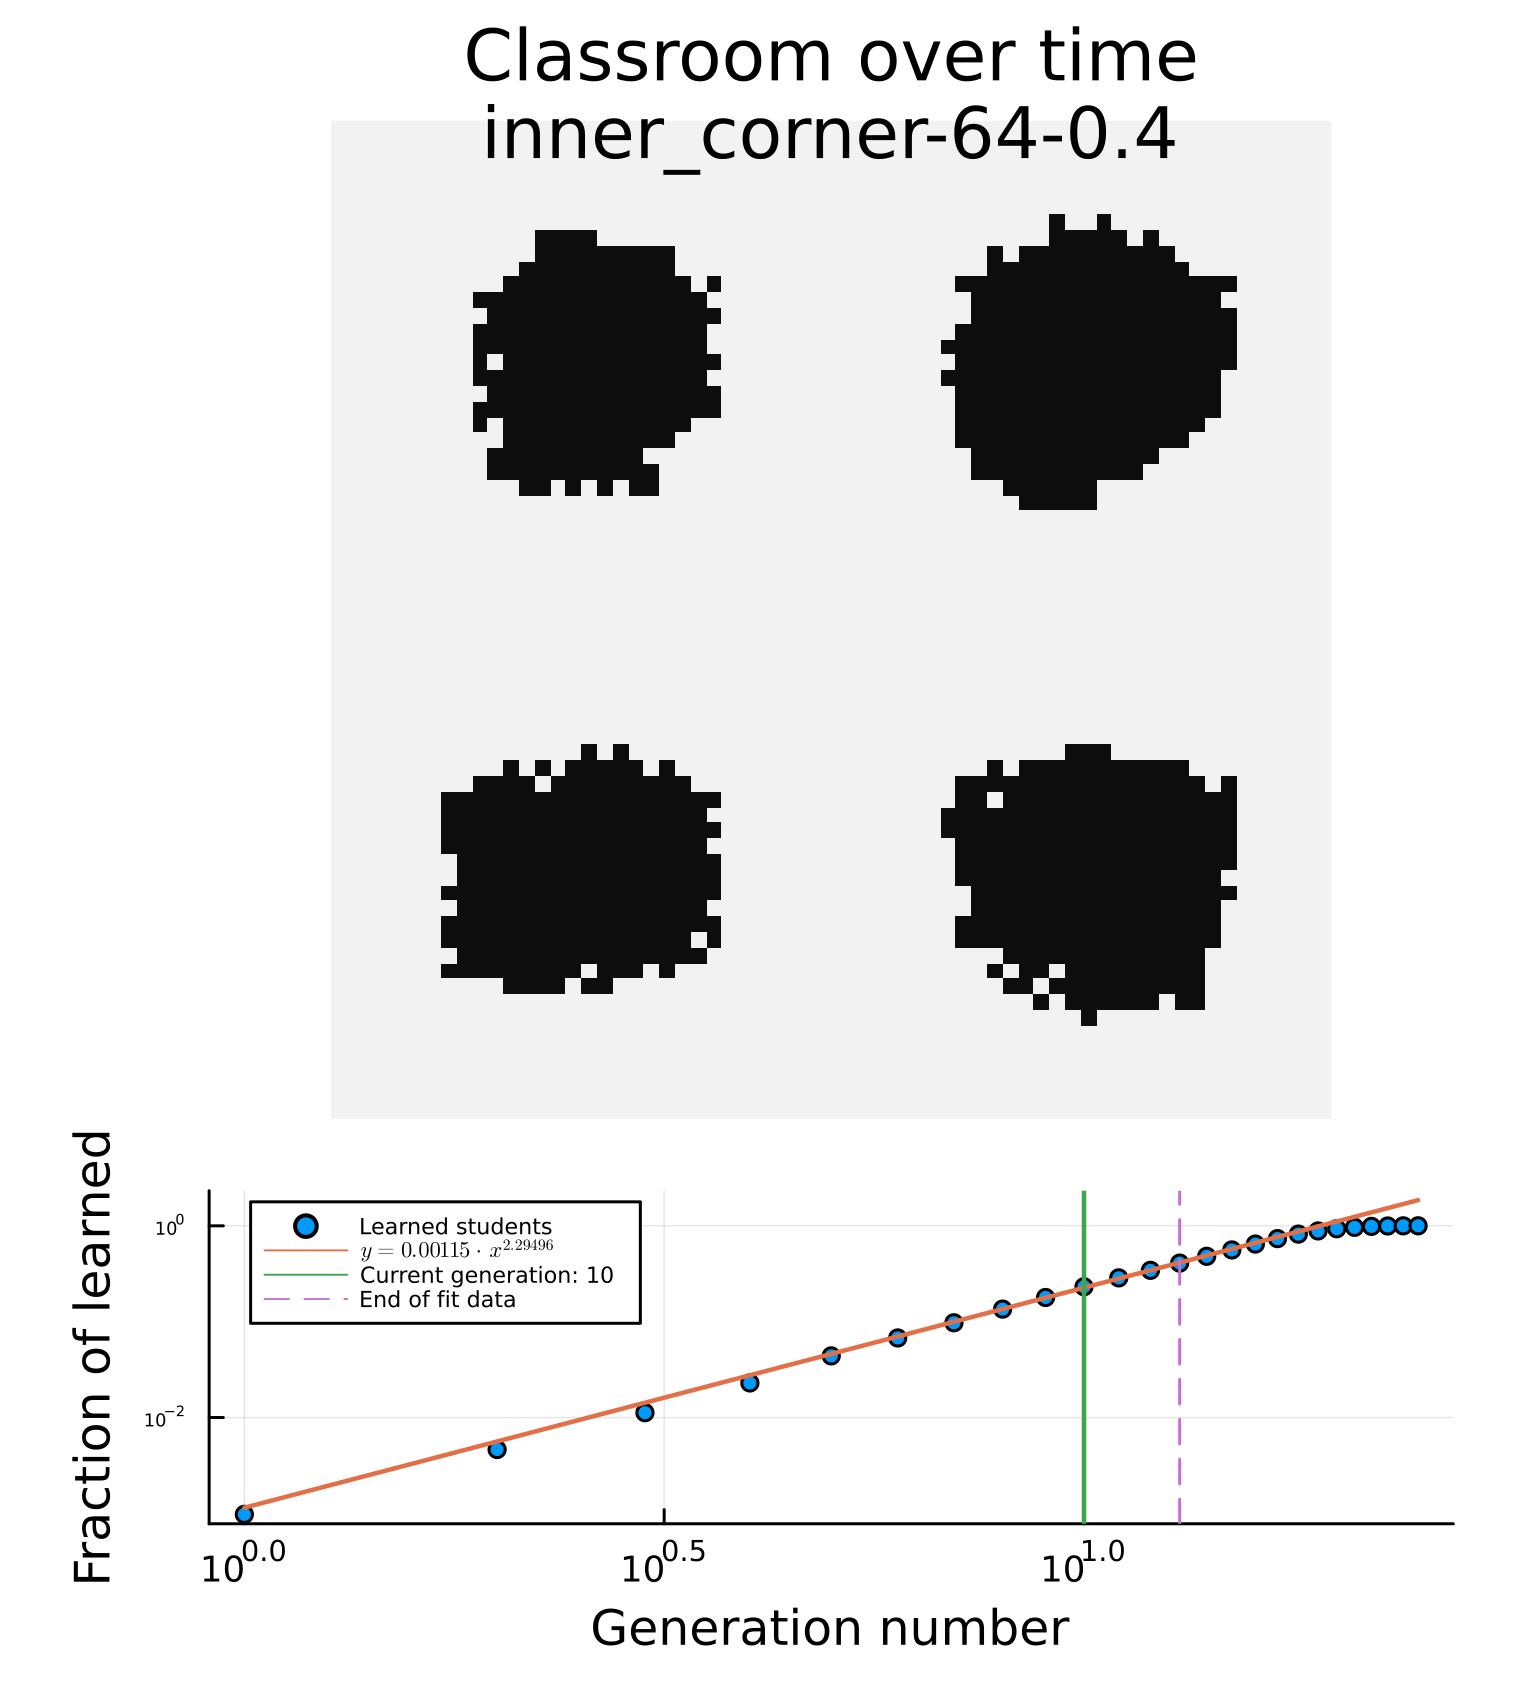 Classroom over time
inner_corner-64-0.4
Fraction of learned
10^0
10^-2
Learned students
y = 0.00115 · x^2.29496
Current generation: 10
End of fit data
10^0.0
10^0.5
10^1.0
Generation number